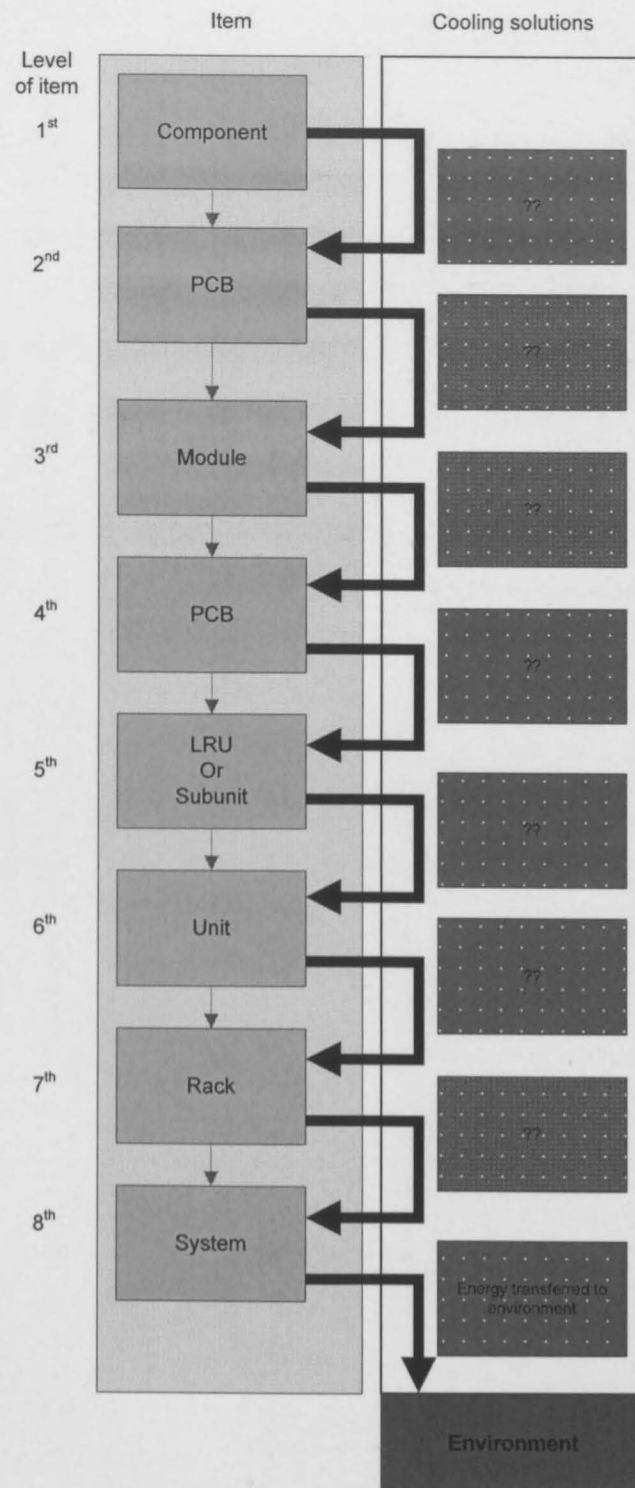 Item
Cooling solutions
Level
of item
1st
Component
??
2nd
PCB
??
3rd
Module
??
4th
PCB
??
5th
LRU
Or
Subunit
??
6th
Unit
??
7th
Rack
??
8th
System
Energy transferred to
environment
Environment